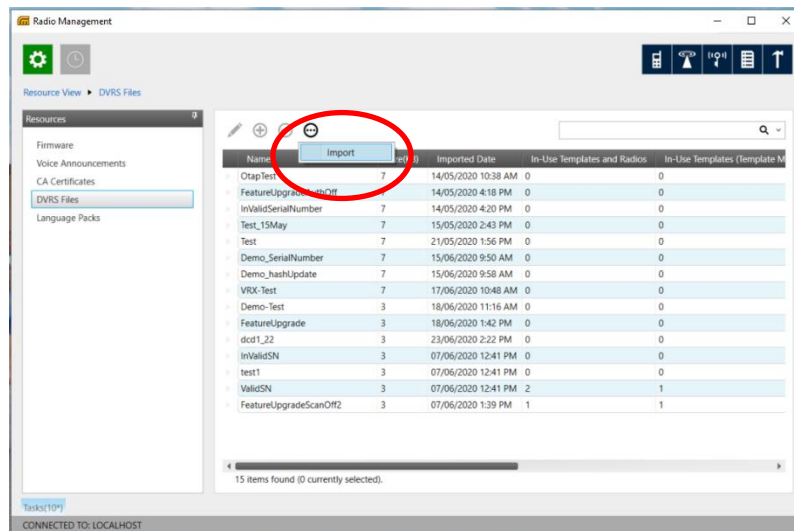 Radio Management
Resource View ▸ DVRS Files
Resources
Firmware
Voice Announcements
CA Certificates
DVRS Files
Language Packs
Import
Name (KB) Imported Date In-Use Templates and Radios In-Use Templates (Template M
OtapTest 7 14/05/2020 10:38 AM 0 0
FeatureUpgradeAuthOff 7 14/05/2020 4:18 PM 0 0
InValidSerialNumber 7 14/05/2020 4:20 PM 0 0
Test_15May 7 15/05/2020 2:43 PM 0 0
Test 7 21/05/2020 1:56 PM 0 0
Demo_SerialNumber 7 15/06/2020 9:50 AM 0 0
Demo_hashUpdate 7 15/06/2020 9:58 AM 0 0
VRX-Test 7 17/06/2020 10:48 AM 0 0
Demo-Test 3 18/06/2020 11:16 AM 0 0
FeatureUpgrade 3 18/06/2020 1:42 PM 0 0
dcd1_22 3 23/06/2020 2:22 PM 0 0
InValidSN 3 07/06/2020 12:41 PM 0 0
test1 3 07/06/2020 12:41 PM 0 0
ValidSN 3 07/06/2020 12:41 PM 2 1
FeatureUpgradeScanOff2 3 07/06/2020 1:39 PM 1 1
15 items found (0 currently selected).
Tasks(10*)
CONNECTED TO: LOCALHOST